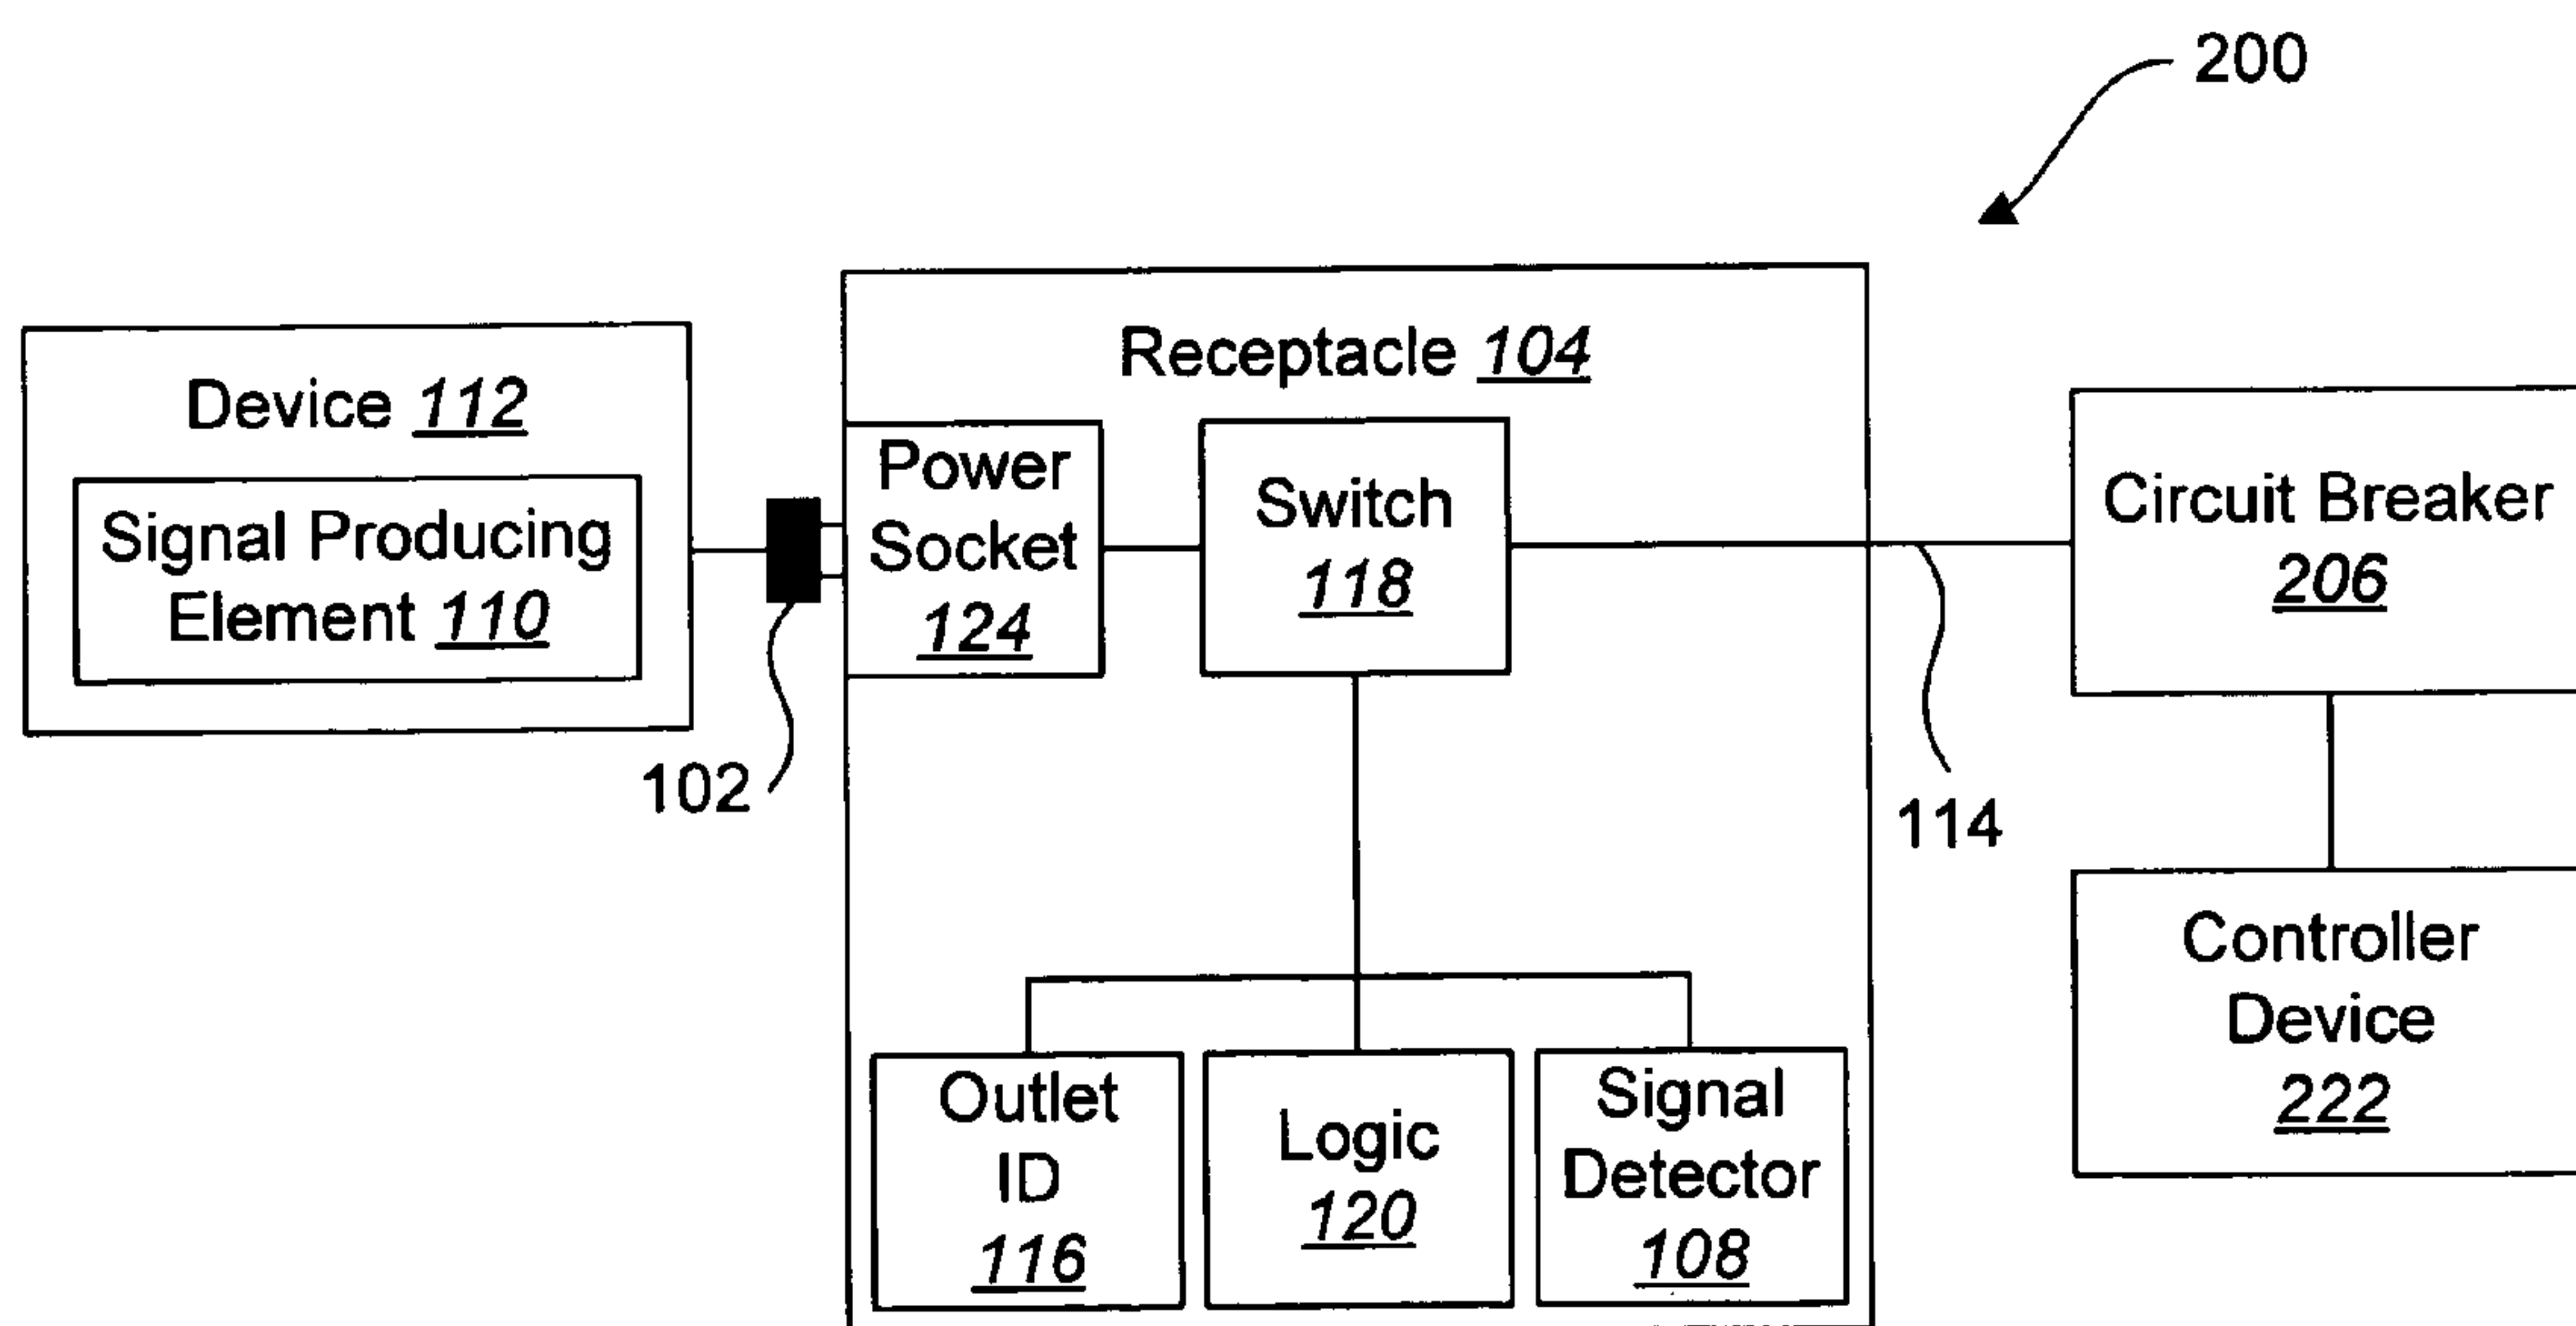 200
Receptacle 104
Device 112
Signal Producing
Element 110
102
Power
Socket
124
Switch
118
114
Circuit Breaker
206
Controller
Device
222
Outlet
ID
116
Logic
120
Signal
Detector
108